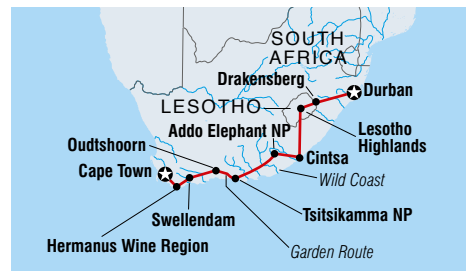 SOUTH
AFRICA
Drakensberg
Durban
LESOTHO
Addo Elephant NP
Lesotho
Highlands
Oudtshoorn
Cape Town
Cintsa
Wild Coast
Swellendam
Tsitsikamma NP
Hermanus Wine Region
Garden Route